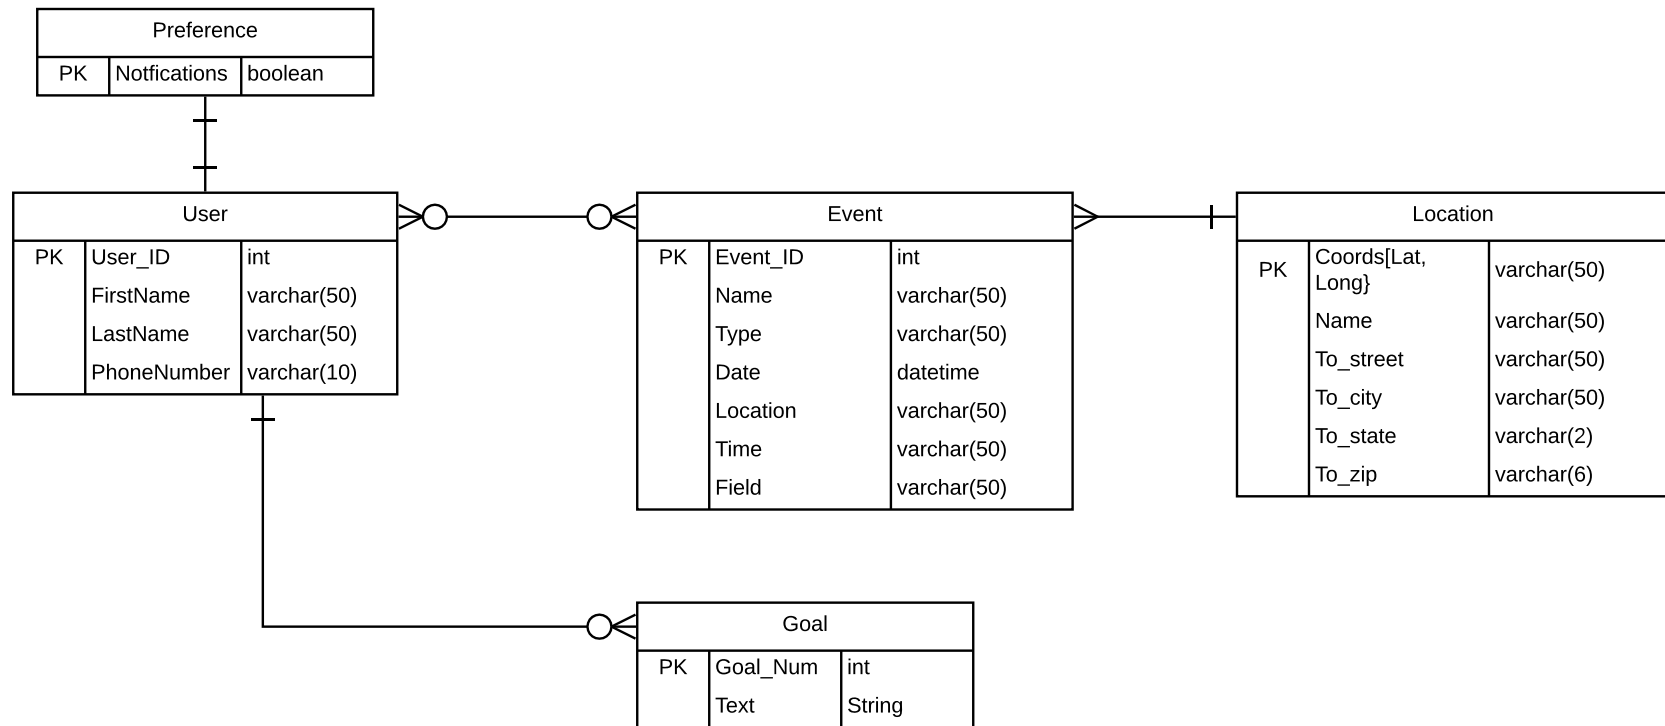 Preference
PK Notfications boolean
User
PK User_ID int
FirstName varchar(50)
LastName varchar(50)
PhoneNumber varchar(10)
Event
PK Event_ID int
Name varchar(50)
Type varchar(50)
Date datetime
Location varchar(50)
Time varchar(50)
Field varchar(50)
Location
PK Coords[Lat,
Long} varchar(50)
Name varchar(50)
To_street varchar(50)
To_city varchar(50)
To_state varchar(2)
To_zip varchar(6)
Goal
PK Goal_Num int
Text String